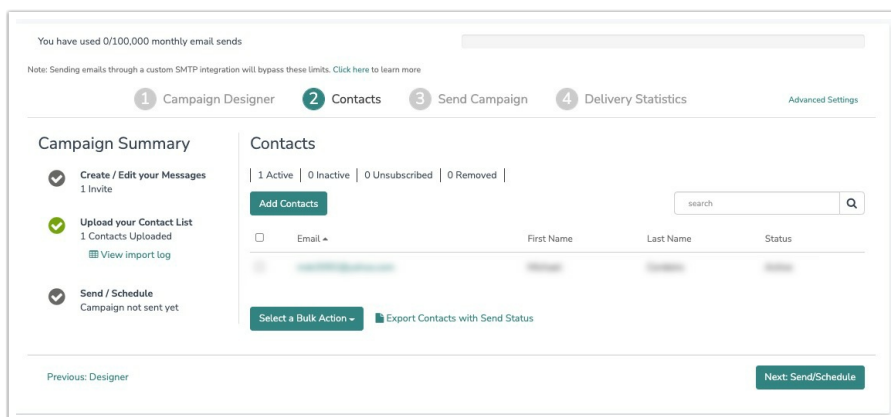 You have used 0/100,000 monthly email sends
Note: Sending emails through a custom SMTP integration will bypass these limits. Click here to learn more
1 Campaign Designer 2 Contacts 3 Send Campaign 4 Delivery Statistics Advanced Settings
Campaign Summary
Create / Edit your Messages
1 Invite
Upload your Contact List
1 Contacts Uploaded
View import log
Send / Schedule
Campaign not sent yet
Contacts
1 Active | 0 Inactive | 0 Unsubscribed | 0 Removed
Add Contacts search
Email First Name Last Name Status
Select a Bulk Action Export Contacts with Send Status
Previous: Designer Next: Send/Schedule